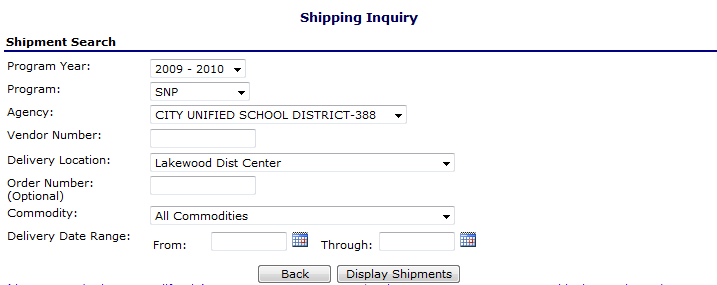 Shipping Inquiry
Shipment Search
Program Year: 2009 - 2010
Program: SNP
Agency: CITY UNIFIED SCHOOL DISTRICT-388
Vendor Number:
Delivery Location: Lakewood Dist Center
Order Number:
(Optional)
Commodity: All Commodities
Delivery Date Range: From: Through:
Back Display Shipments